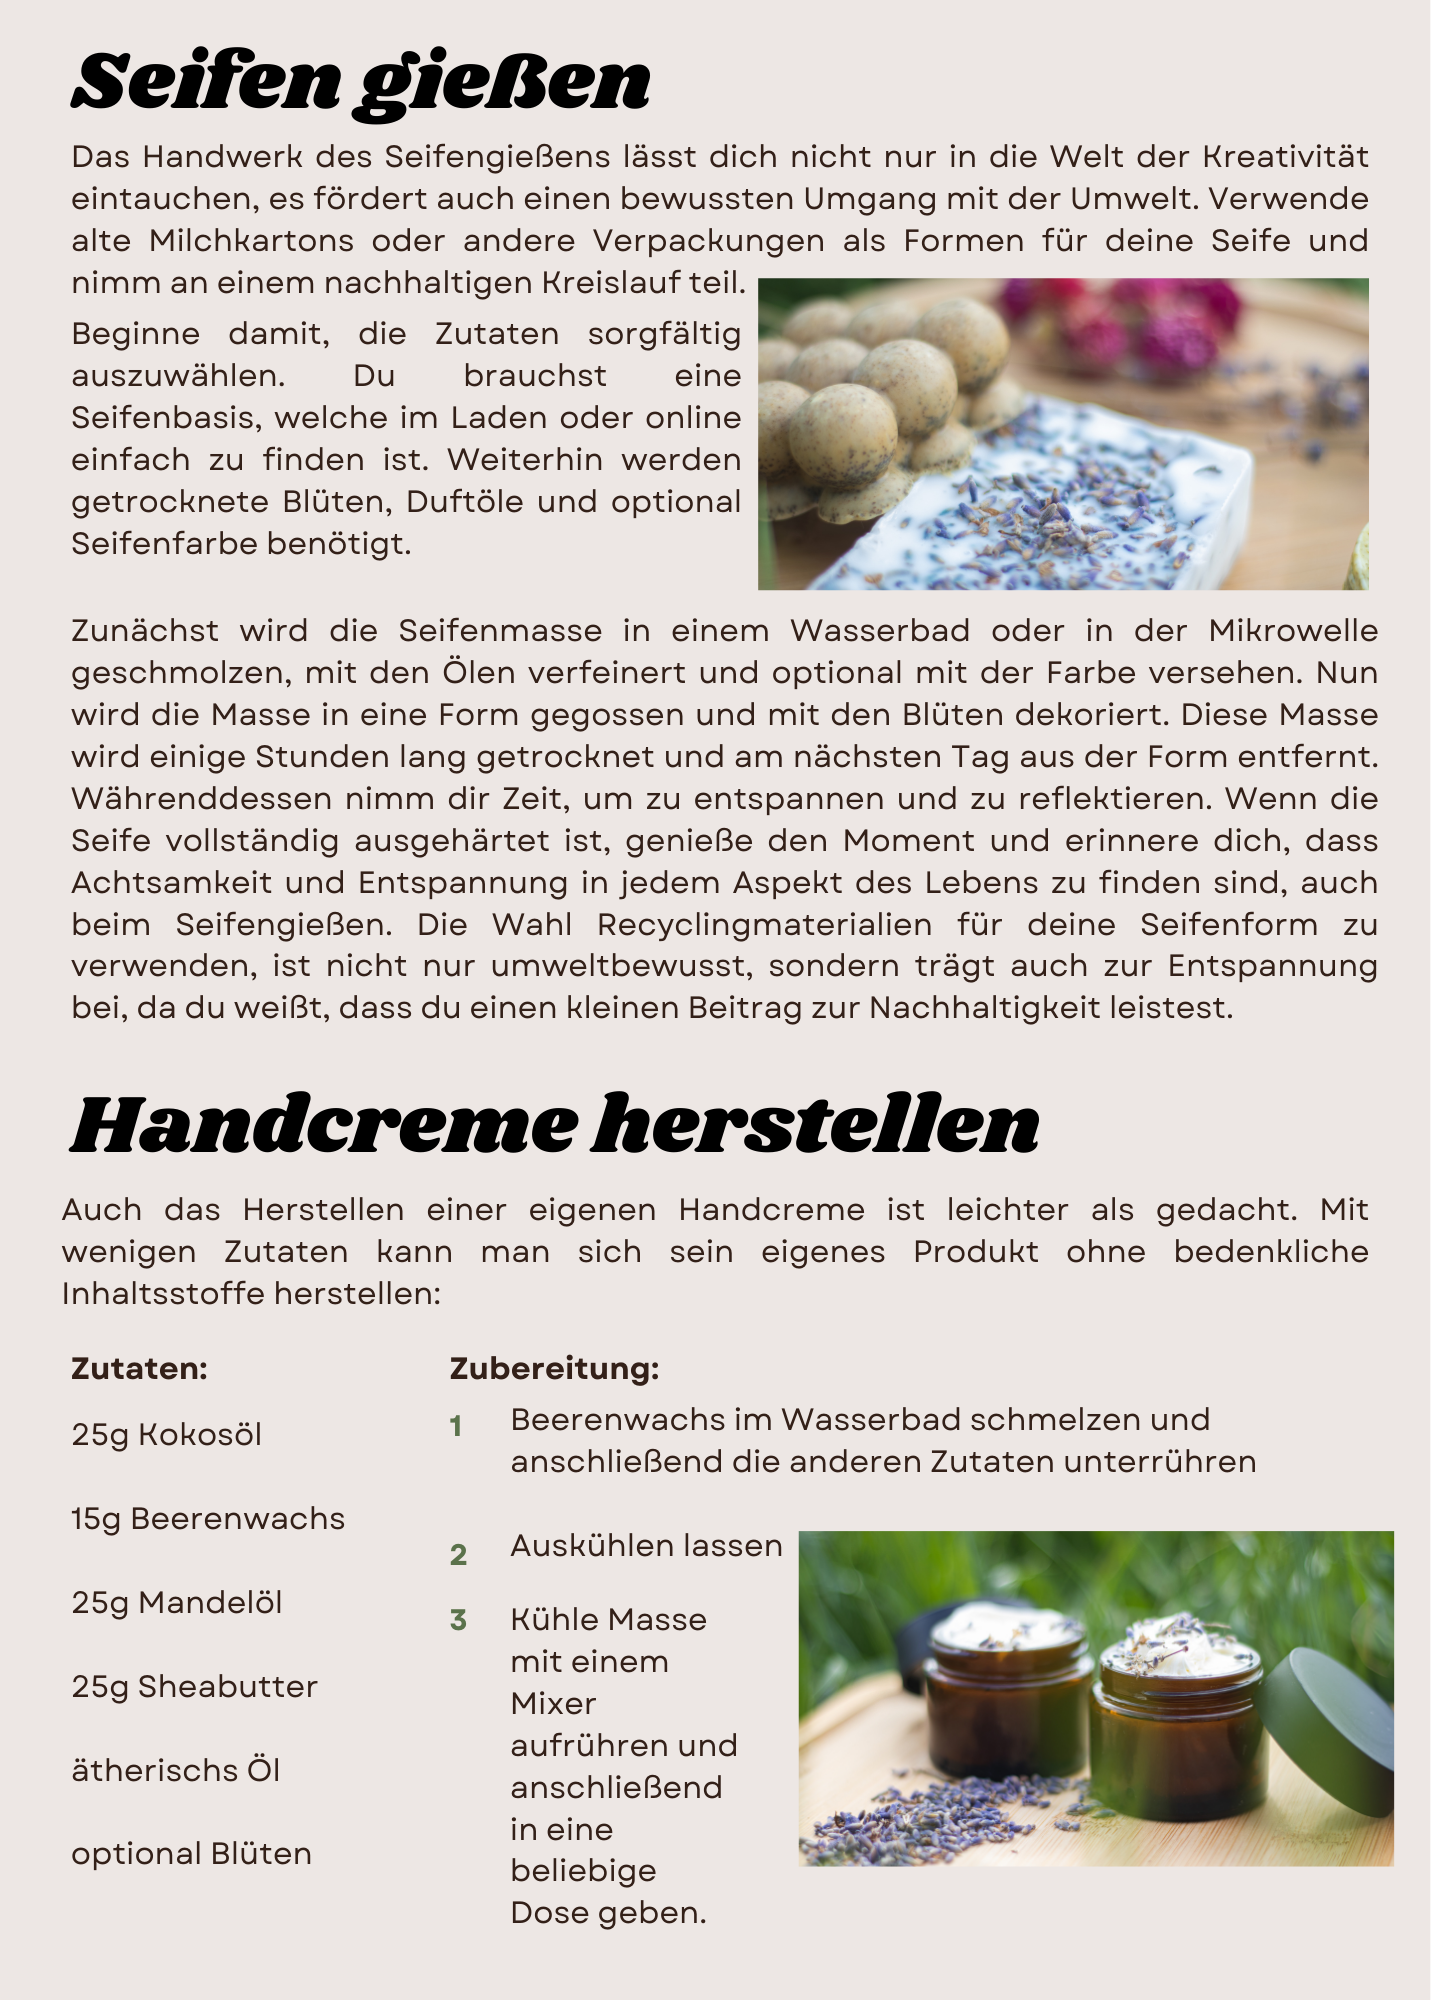 Seifen gießen
Das Handwerk des Seifengießens lässt dich nicht nur in die Welt der Kreativität
eintauchen, es fördert auch einen bewussten Umgang mit der Umwelt. Verwende
alte Milchkartons oder andere Verpackungen als Formen für deine Seife und
nimm an einem nachhaltigen Kreislauf teil.
Beginne damit, die Zutaten sorgfältig
auszuwählen. Du brauchst eine
Seifenbasis, welche im Laden oder online
einfach zu finden ist. Weiterhin werden
getrocknete Blüten, Duftöle und optional
Seifenfarbe benötigt.
Zunächst wird die Seifenmasse in einem Wasserbad oder in der Mikrowelle
geschmolzen, mit den Ölen verfeinert und optional mit der Farbe versehen. Nun
wird die Masse in eine Form gegossen und mit den Blüten dekoriert. Diese Masse
wird einige Stunden lang getrocknet und am nächsten Tag aus der Form entfernt.
Währenddessen nimm dir Zeit, um zu entspannen und zu reflektieren. Wenn die
Seife vollständig ausgehärtet ist, genieße den Moment und erinnere dich, dass
Achtsamkeit und Entspannung in jedem Aspekt des Lebens zu finden sind, auch
beim Seifengießen. Die Wahl Recyclingmaterialien für deine Seifenform zu
verwenden, ist nicht nur umweltbewusst, sondern trägt auch zur Entspannung
bei, da du weißt, dass du einen kleinen Beitrag zur Nachhaltigkeit leistest.
Handcreme herstellen
Auch das Herstellen einer eigenen Handcreme ist leichter als gedacht. Mit
wenigen Zutaten kann man sich sein eigenes Produkt ohne bedenkliche
Inhaltsstoffe herstellen:
Zutaten:
25g Kokosöl
15g Beerenwachs
25g Mandelöl
25g Sheabutter
ätherischs Öl
optional Blüten
Zubereitung:
1 Beerenwachs im Wasserbad schmelzen und
anschließend die anderen Zutaten unterrühren
2 Auskühlen lassen
3 Kühle Masse
mit einem
Mixer
aufrühren und
anschließend
in eine
beliebige
Dose geben.